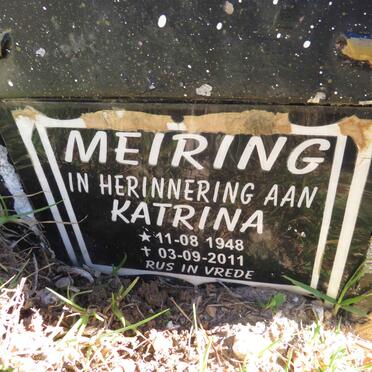 MEIRING
IN HERINNERING AAN
KATRINA
★ 11-08 1948
✝ 03-09-2011
RUS IN VREDE